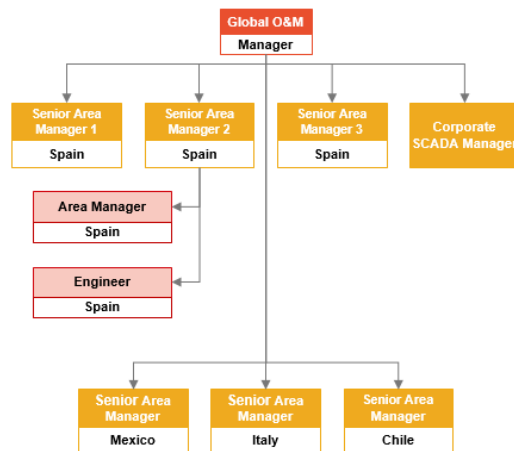 Global O&M
Manager
Senior Area
Manager 1
Spain
Senior Area
Manager 2
Spain
Senior Area
Manager 3
Spain
Corporate
SCADA Manager
Area Manager
Spain
Engineer
Spain
Senior Area
Manager
Mexico
Senior Area
Manager
Italy
Senior Area
Manager
Chile